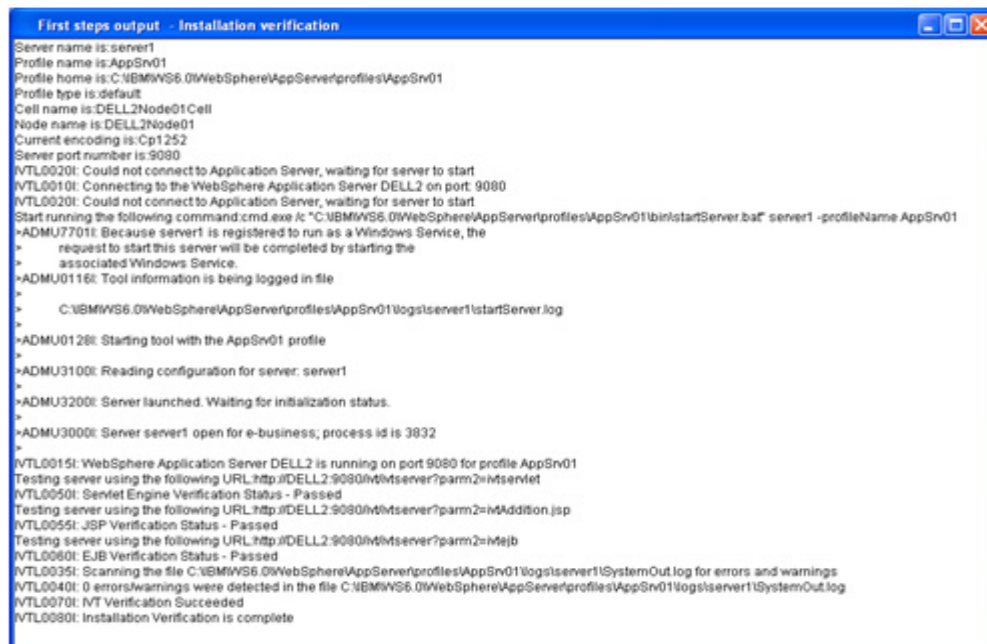 First steps output - Installation verification
Server name is:server1
Profile name is:AppSrv01
Profile home is:C:\IBM\WS6.0\WebSphere\AppServer\profiles\AppSrv01
Profile type is:default
Cell name is:DELL2Node01Cell
Node name is:DELL2Node01
Current encoding is:Cp1252
Server port number is:9080
IVTL0020I: Could not connect to Application Server, waiting for server to start
IVTL0010I: Connecting to the WebSphere Application Server DELL2 on port: 9080
IVTL0020I: Could not connect to Application Server, waiting for server to start
Start running the following command:cmd.exe /c "C:\IBM\WS6.0\WebSphere\AppServer\profiles\AppSrv01\bin\startServer.bat" server1 -profileName AppSrv01
>ADMU7701I: Because server1 is registered to run as a Windows Service, the
> request to start this server will be completed by starting the
> associated Windows Service.
>ADMU0116I: Tool information is being logged in file
>
> C:\IBM\WS6.0\WebSphere\AppServer\profiles\AppSrv01\logs\server1\startServer.log
>
>ADMU0128I: Starting tool with the AppSrv01 profile
>
>ADMU3100I: Reading configuration for server: server1
>
>ADMU3200I: Server launched. Waiting for initialization status.
>
>ADMU3000I: Server server1 open for e-business; process id is 3832
>
IVTL0015I: WebSphere Application Server DELL2 is running on port 9080 for profile AppSrv01
Testing server using the following URL:http://DELL2:9080/ivt/ivtserver?parm2=ivtservlet
IVTL0050I: Servlet Engine Verification Status - Passed
Testing server using the following URL:http://DELL2:9080/ivt/ivtserver?parm2=ivtAddition.jsp
IVTL0055I: JSP Verification Status - Passed
Testing server using the following URL:http://DELL2:9080/ivt/ivtserver?parm2=ivtejb
IVTL0060I: EJB Verification Status - Passed
IVTL0035I: Scanning the file C:\IBM\WS6.0\WebSphere\AppServer\profiles\AppSrv01\logs\server1\SystemOut.log for errors and warnings
IVTL0040I: 0 errors/warnings were detected in the file C:\IBM\WS6.0\WebSphere\AppServer\profiles\AppSrv01\logs\server1\SystemOut.log
IVTL0070I: IVT Verification Succeeded
IVTL0080I: Installation Verification is complete